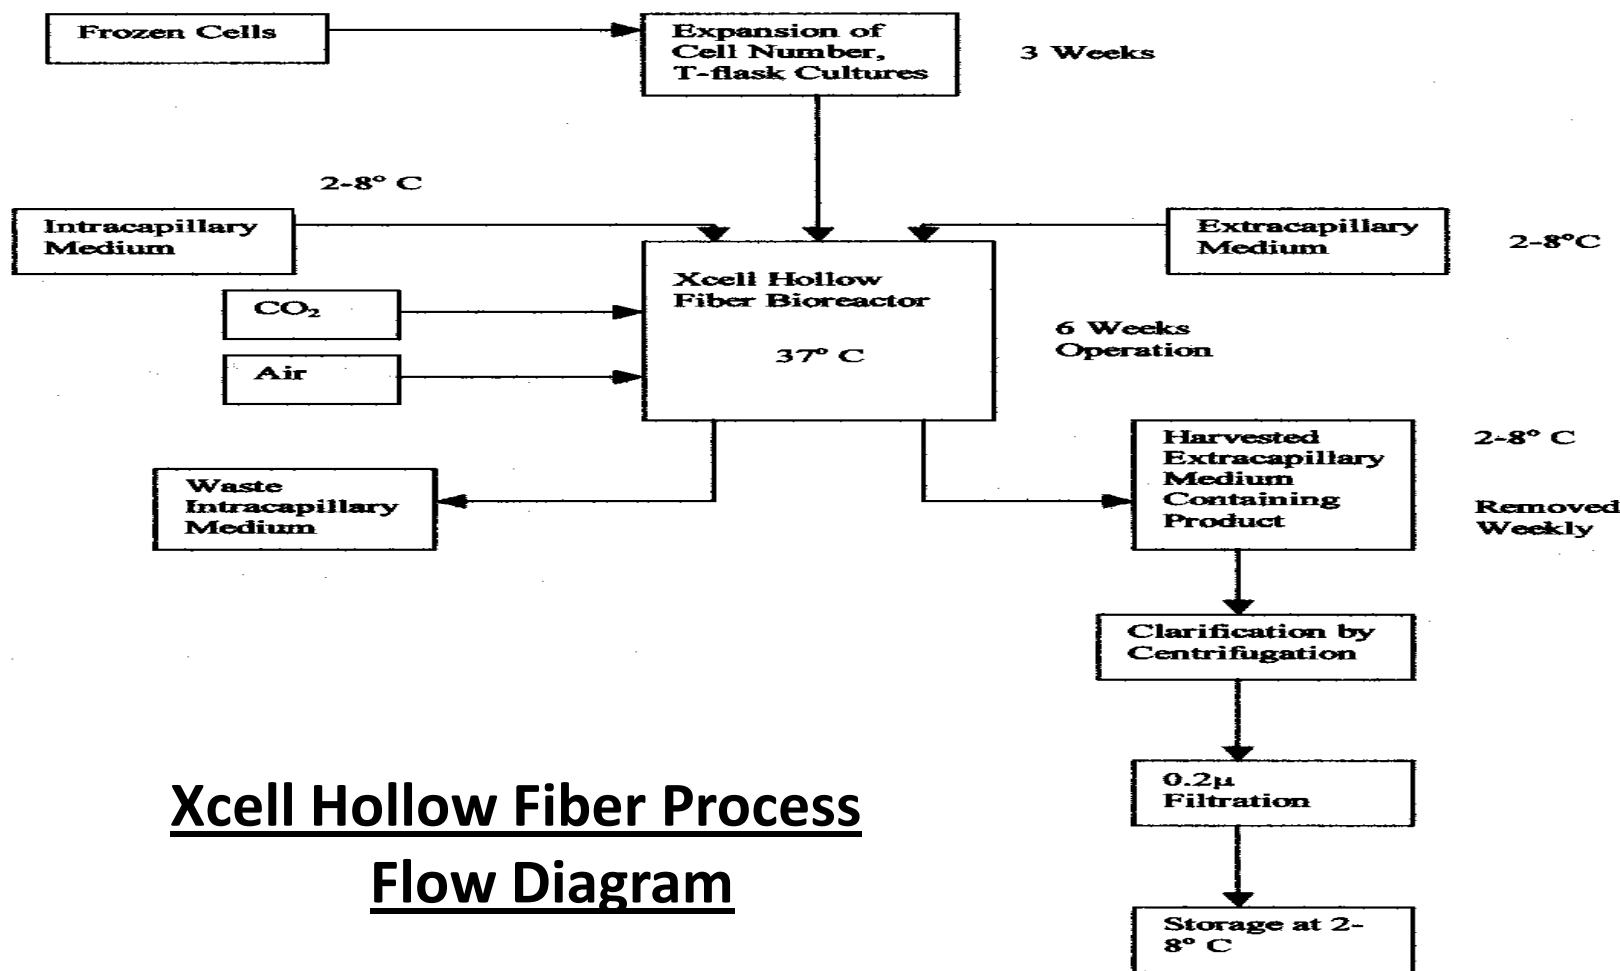 Frozen Cells
Expansion of
Cell Number,
T-flask Cultures
3 Weeks
2-8° C
Intracapillary
Medium
Extracapillary
Medium
2-8°C
Xcell Hollow
Fiber Bioreactor
37° C
CO₂
Air
6 Weeks
Operation
Waste
Intracapillary
Medium
Harvested
Extracapillary
Medium
Containing
Product
2-8° C
Removed
Weekly
Clarification by
Centrifugation
0.2µ
Filtration
Storage at 2-
8° C
Xcell Hollow Fiber Process
Flow Diagram